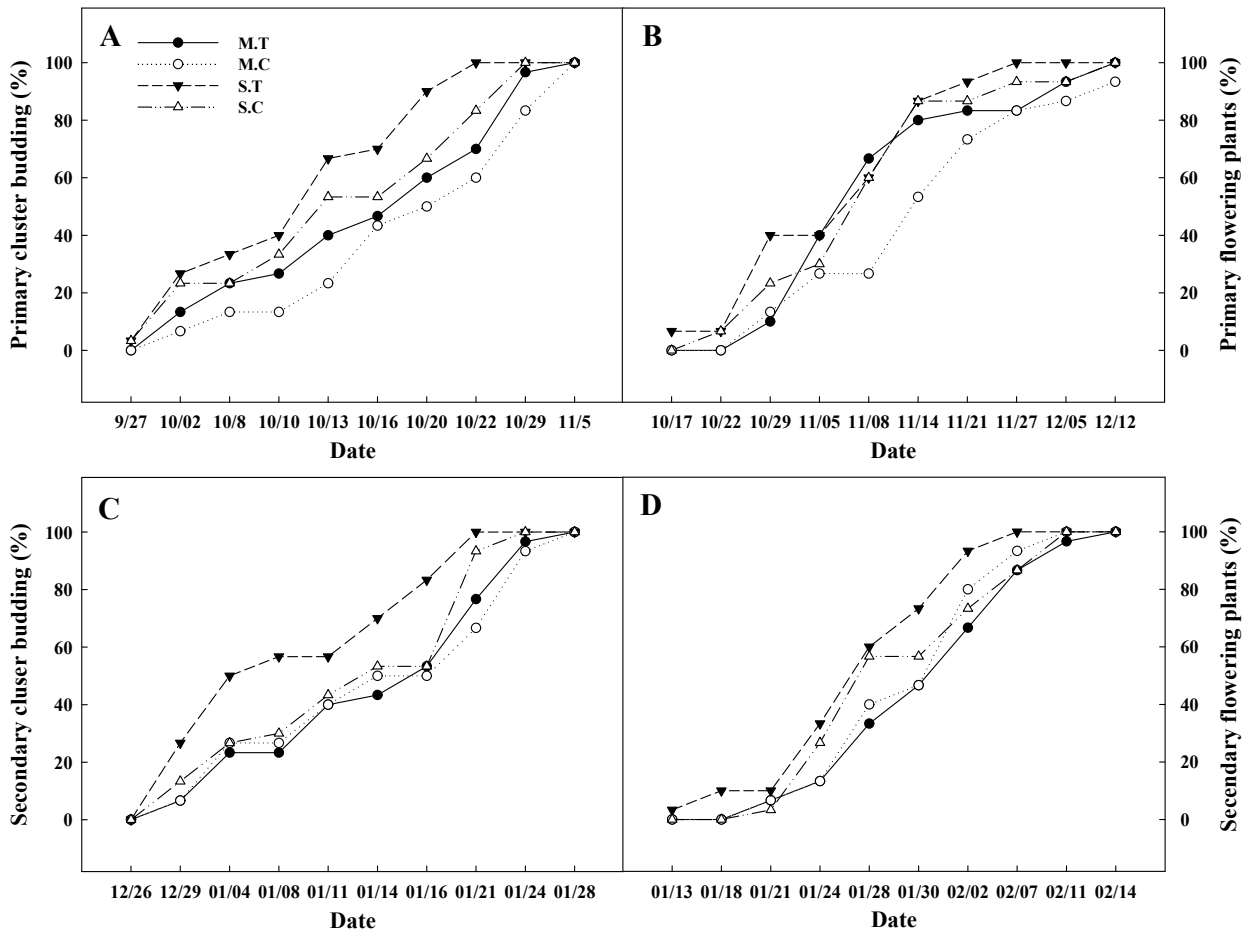 A
M.T
M.C
S.T
S.C
Primary cluster budding (%)
100
80
60
40
20
0
9/27 10/02 10/8 10/10 10/13 10/16 10/20 10/22 10/29 11/5
Date
B
100
80
60
40
20
0
Primary flowering plants (%)
10/17 10/22 10/29 11/05 11/08 11/14 11/21 11/27 12/05 12/12
Date
C
Secondary cluser budding (%)
100
80
60
40
20
0
12/26 12/29 01/04 01/08 01/11 01/14 01/16 01/21 01/24 01/28
Date
D
100
80
60
40
20
0
Secendary flowering plants (%)
01/13 01/18 01/21 01/24 01/28 01/30 02/02 02/07 02/11 02/14
Date